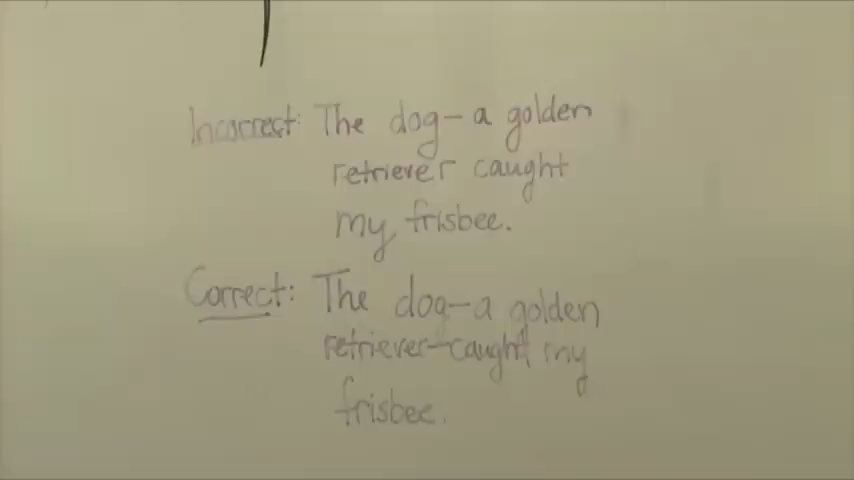 Incorrect: The dog—a golden
retriever caught
my frisbee.
Correct: The dog—a golden
retriever—caught my
frisbee.